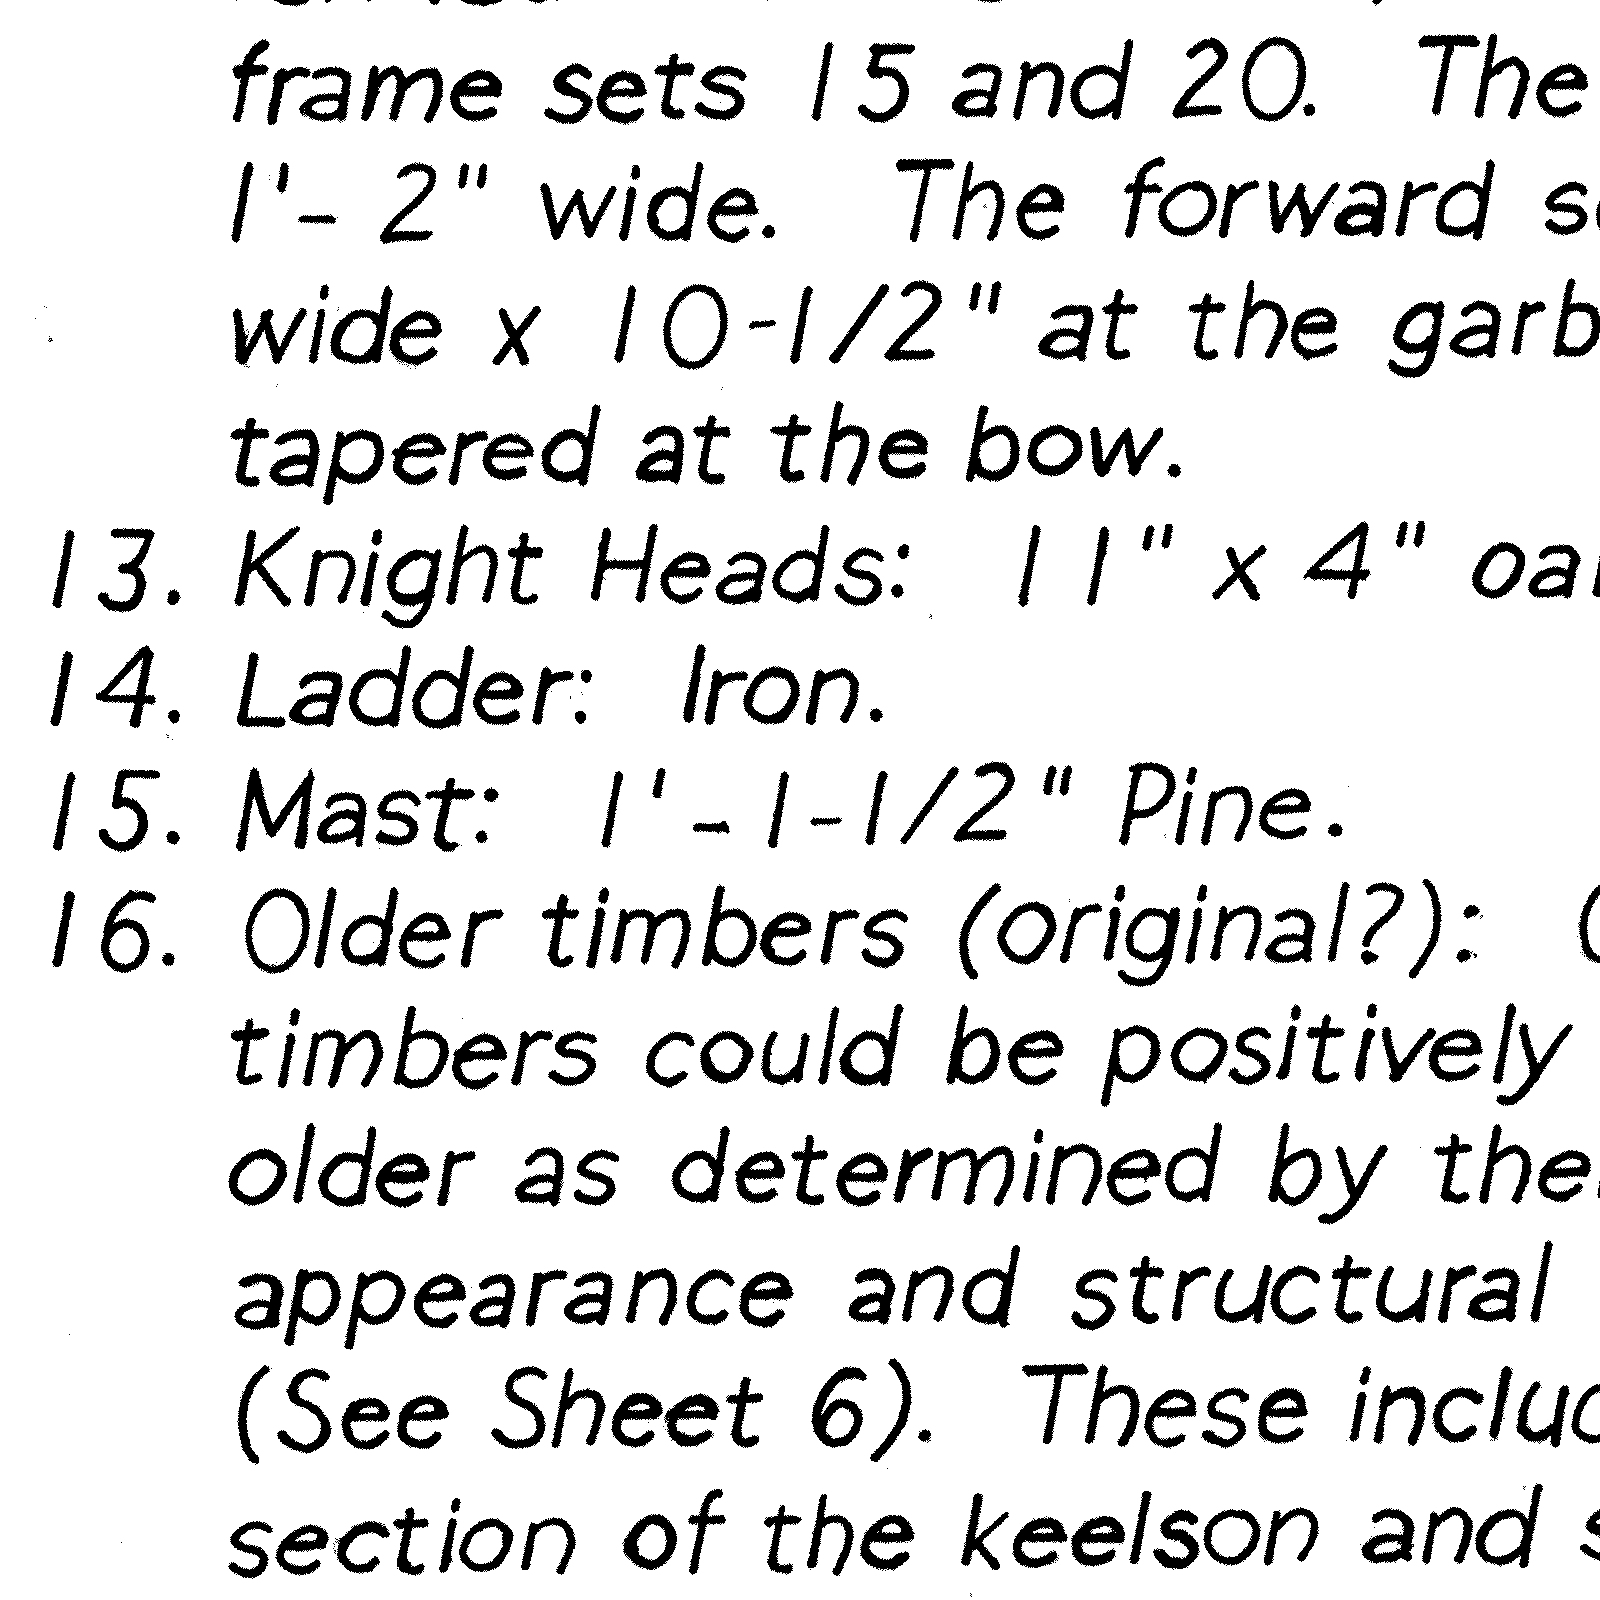 frame sets 15 and 20. The
1'- 2" wide. The forward
wide x 10-1/2" at the
tapered at the bow.
13. Knight Heads: 11" x 4"
14. Ladder: Iron.
15. Mast: 1'-1-1/2" Pine.
16. Older timbers (original?):
timbers could be positively
older as determined by
appearance and structural
(See Sheet 6). These
section of the keelson and